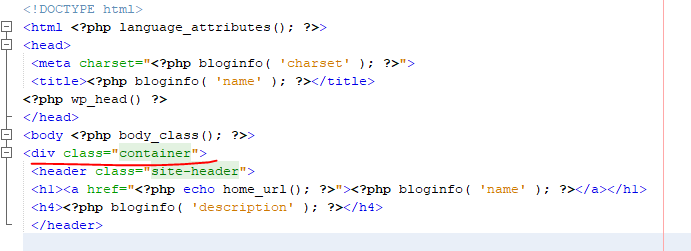 <!DOCTYPE html>
<html <?php language_attributes(); ?>>
<head>
<meta charset="<?php bloginfo( 'charset' ); ?>">
<title><?php bloginfo( 'name' ); ?></title>
<?php wp_head() ?>
</head>
<body <?php body_class(); ?>>
<div class="container">
<header class="site-header">
<h1><a href="<?php echo home_url(); ?>"><?php bloginfo( 'name' ); ?></a></h1>
<h4><?php bloginfo( 'description' ); ?></h4>
</header>